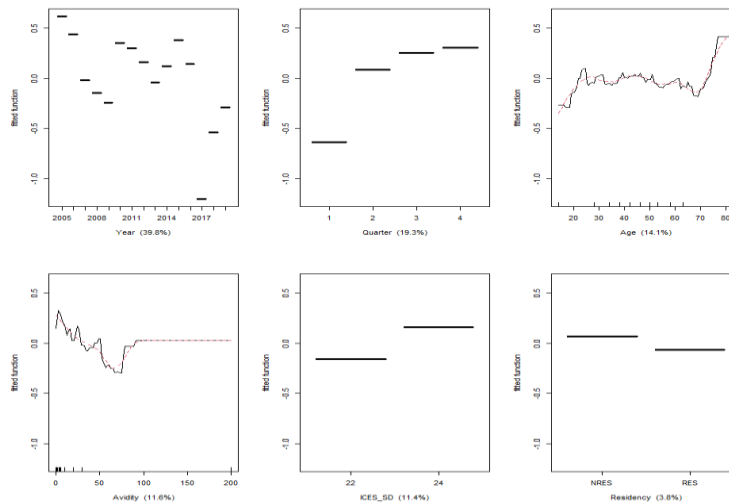 fitted function
0.5
0.0
-0.5
-1.0
2005 2008 2011 2014 2017
Year (39.8%)
fitted function
0.5
0.0
-0.5
-1.0
1 2 3 4
Quarter (19.3%)
fitted function
0.5
0.0
-0.5
-1.0
20 30 40 50 60 70 80
Age (14.1%)
fitted function
0.5
0.0
-0.5
-1.0
0 50 100 150 200
Avidity (11.6%)
fitted function
0.5
0.0
-0.5
-1.0
22 24
ICES_SD (11.4%)
fitted function
0.5
0.0
-0.5
-1.0
NRES RES
Residency (3.8%)